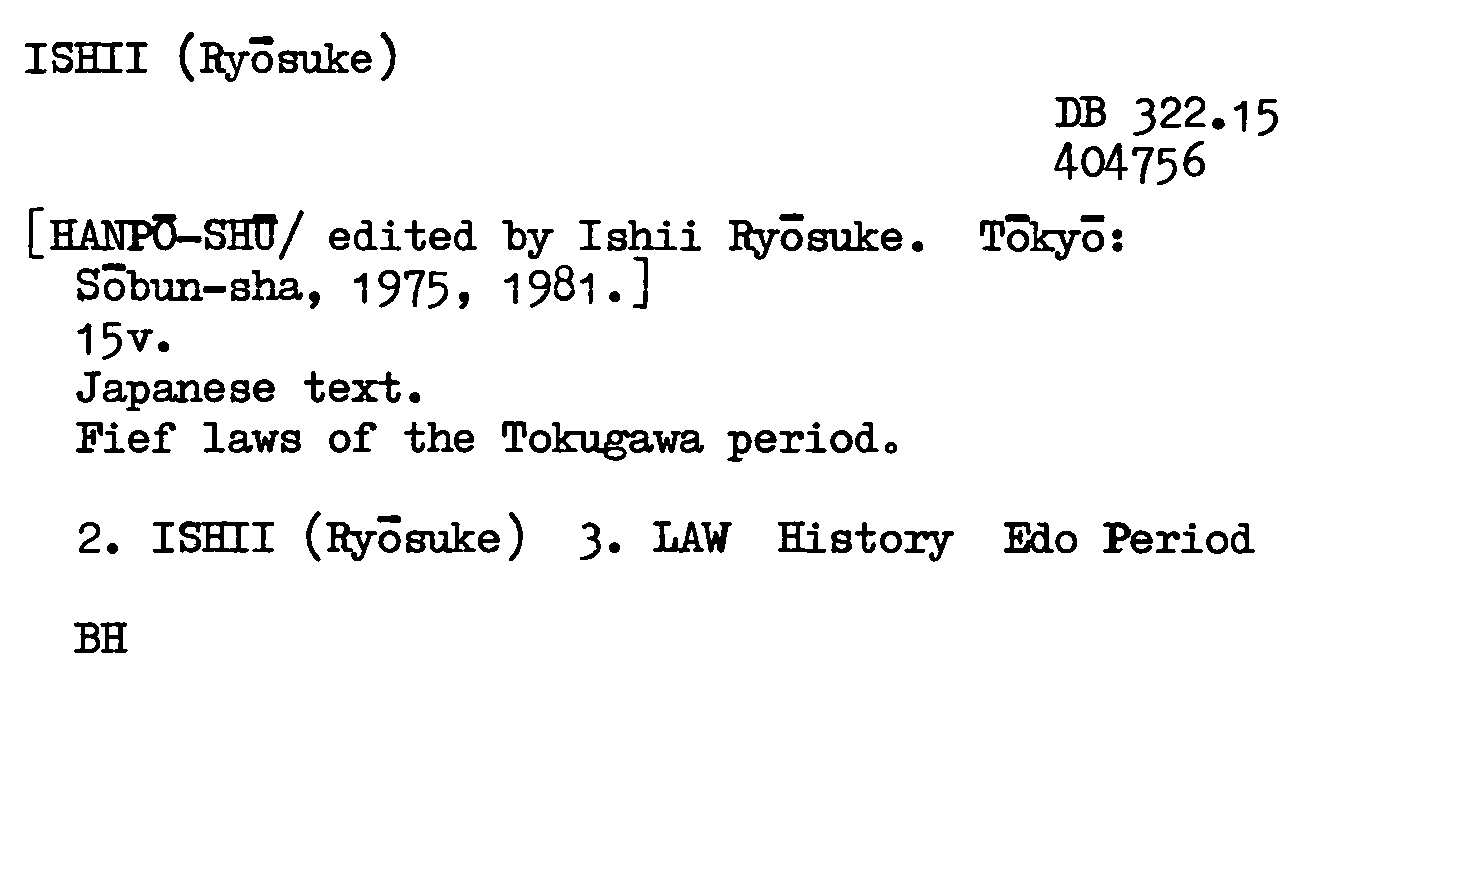 ISHII (Ryōsuke)
DB 322.15
404756
[HANPŌ-SHŪ/ edited by Ishii Ryōsuke. Tōkyō:
Sōbun-sha, 1975, 1981.]
15v.
Japanese text.
Fief laws of the Tokugawa period.
2. ISHII (Ryōsuke) 3. LAW History Edo Period
BH